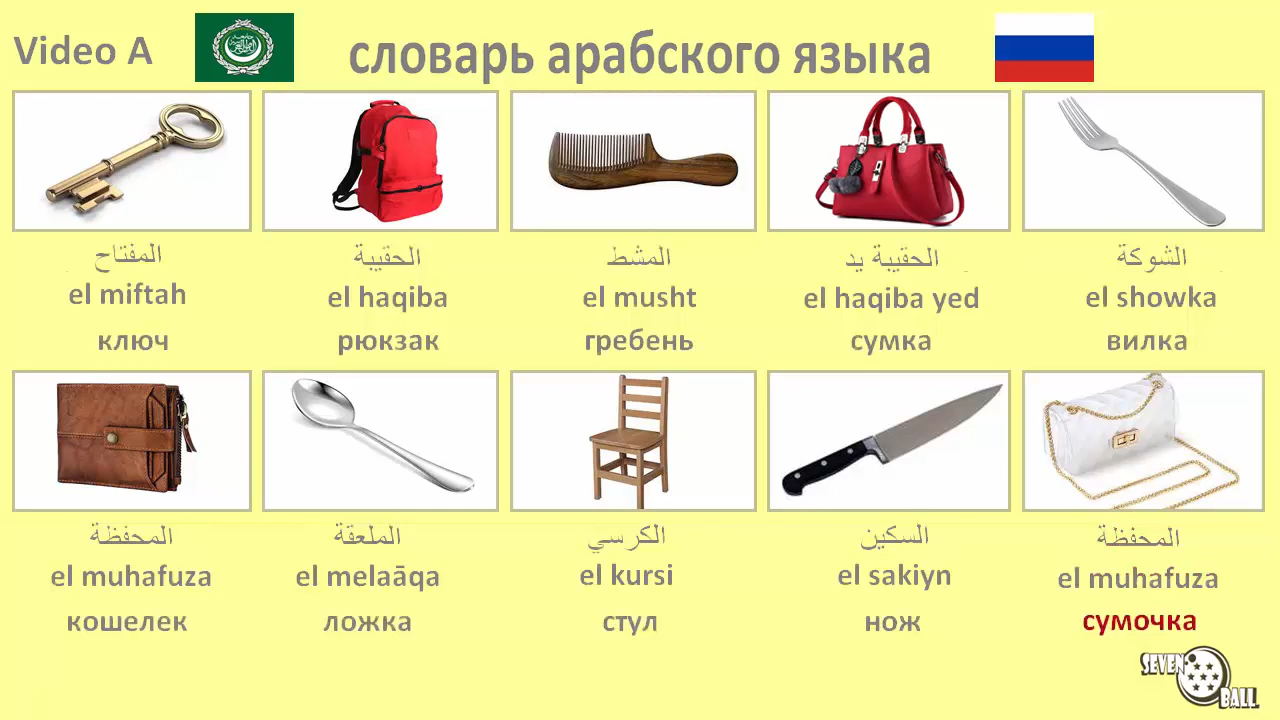 Video A
словарь арабского языка
المفتاح
el miftah
ключ
الحقيبة
el haqiba
рюкзак
المشط
el musht
гребень
الحقيبة يد
el haqiba yed
сумка
الشوكة
el showka
вилка
المحفظة
el muhafuza
кошелек
الملعقة
el melaāqa
ложка
الكرسي
el kursi
стул
السكين
el sakiyn
нож
المحفظة
el muhafuza
сумочка
SEVEN
BALL